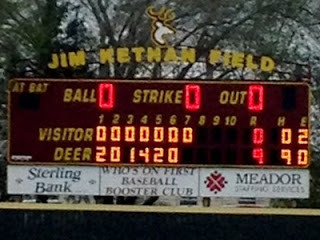 JIM KETHAN FIELD
AT BAT BALL 0 STRIKE 0 OUT 0
1 2 3 4 5 6 7 8 9 10 R H E
VISITOR 0 0 0 0 0 0 0 0 0 2
DEER 2 0 1 4 2 0 9 9 0
Sterling
Bank
WHO'S ON FIRST
BASEBALL
BOOSTER CLUB
MEADOR
STAFFING SERVICES